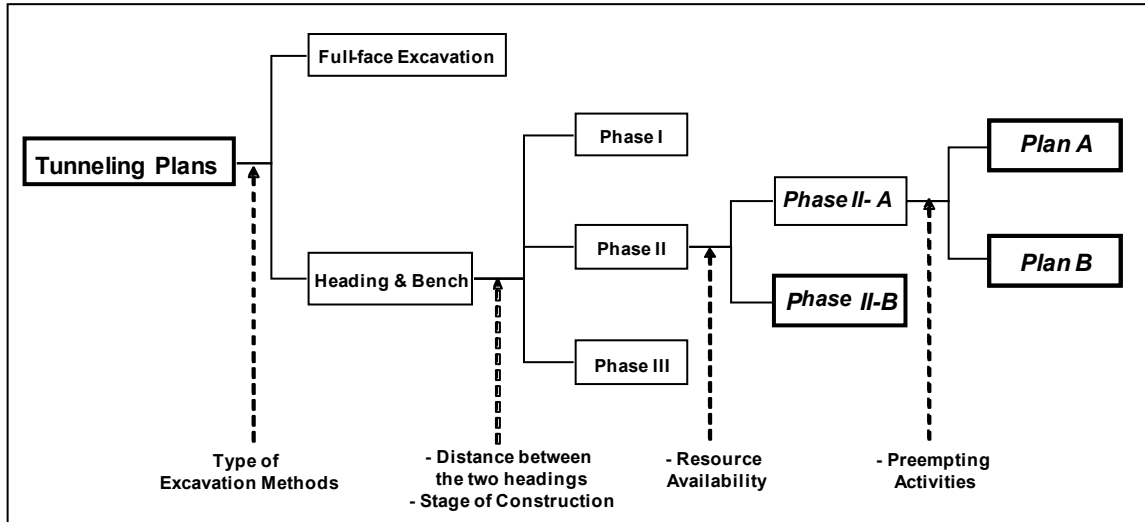 Full-face Excavation
Tunneling Plans
Heading & Bench
Phase I
Phase II
Phase III
Phase II- A
Phase II-B
Plan A
Plan B
Type of
Excavation Methods
- Distance between
the two headings
- Stage of Construction
- Resource
Availability
- Preempting
Activities